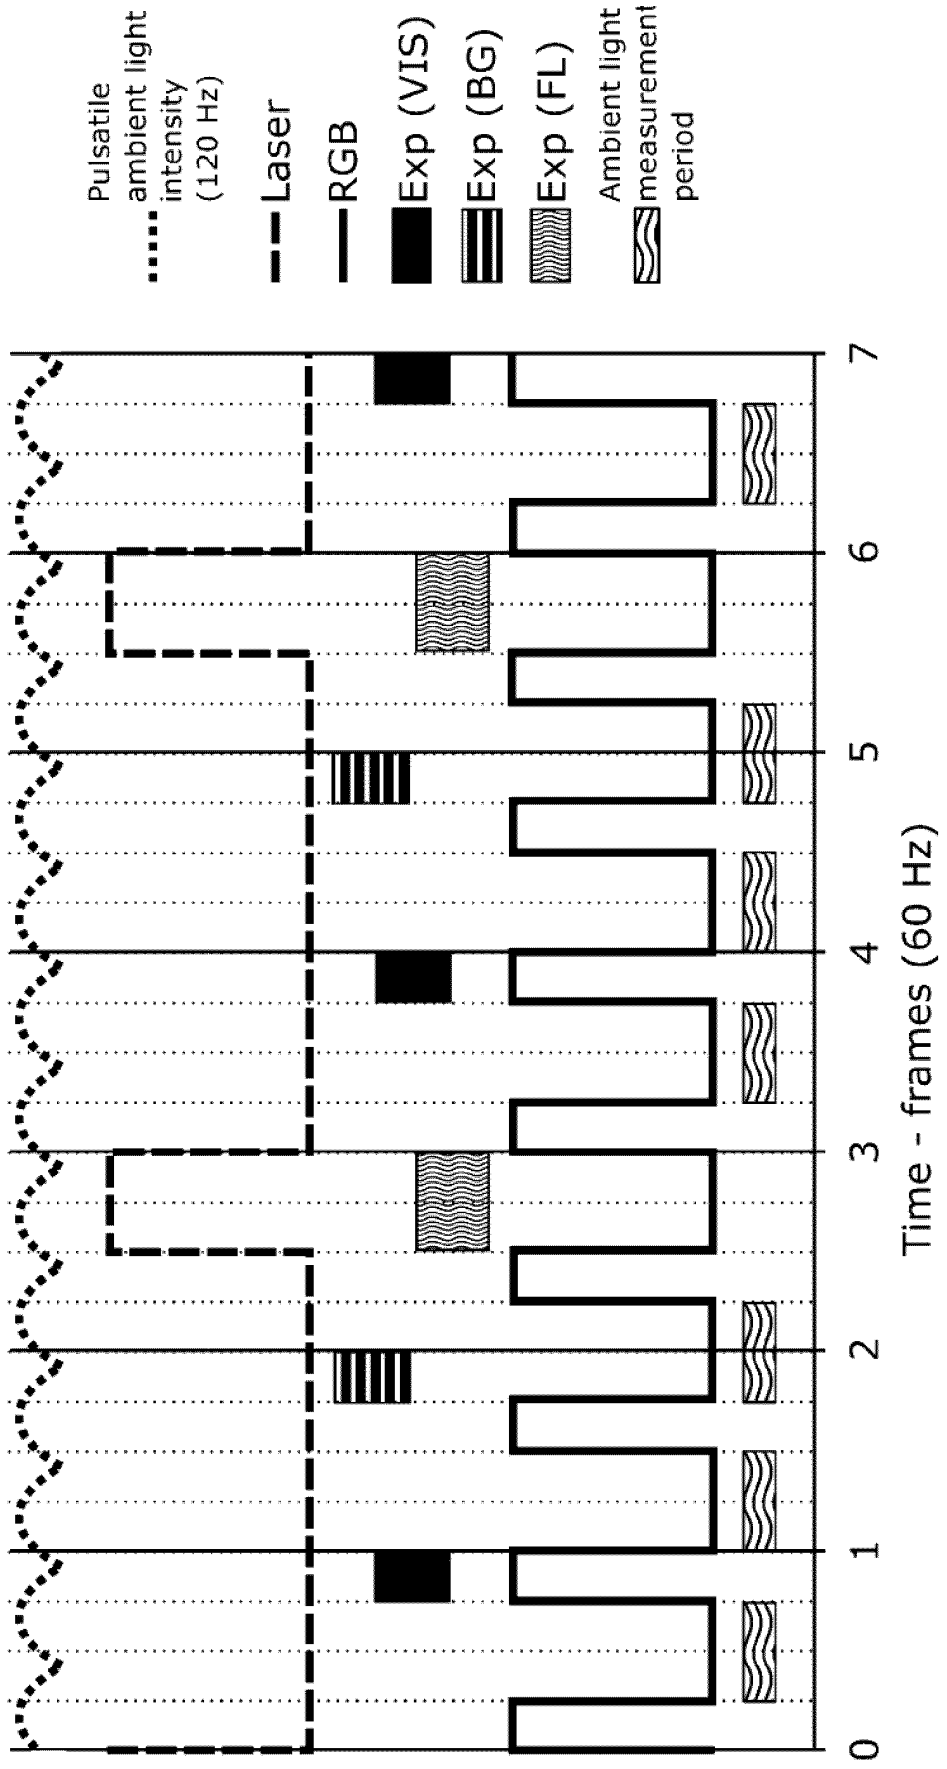 Pulsatile
ambient light
intensity
(120 Hz)
Laser
RGB
Exp (VIS)
Exp (BG)
Exp (FL)
Ambient light
measurement
period
0
1
2
3
4
5
6
7
Time - frames (60 Hz)